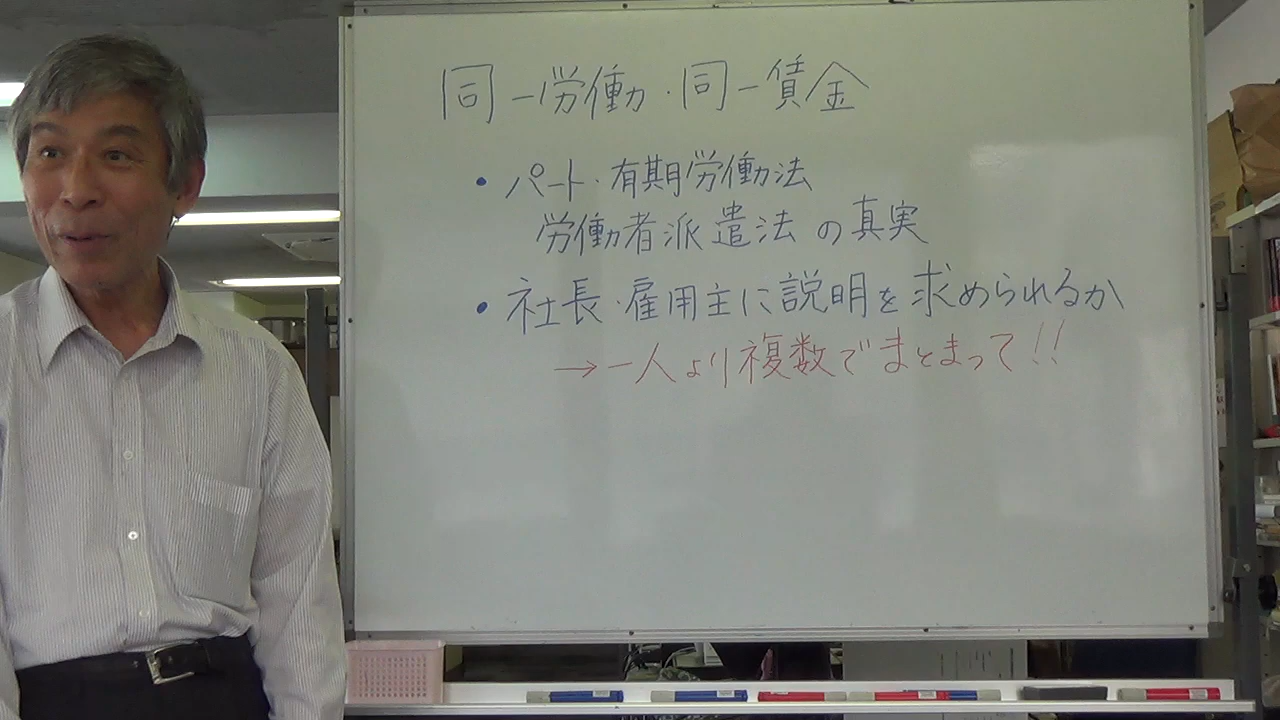 同一労働・同一賃金
• パート・有期労働法
労働者派遣法の真実
• 社長・雇用主に説明を求められるか
→一人より複数でまとまって!!